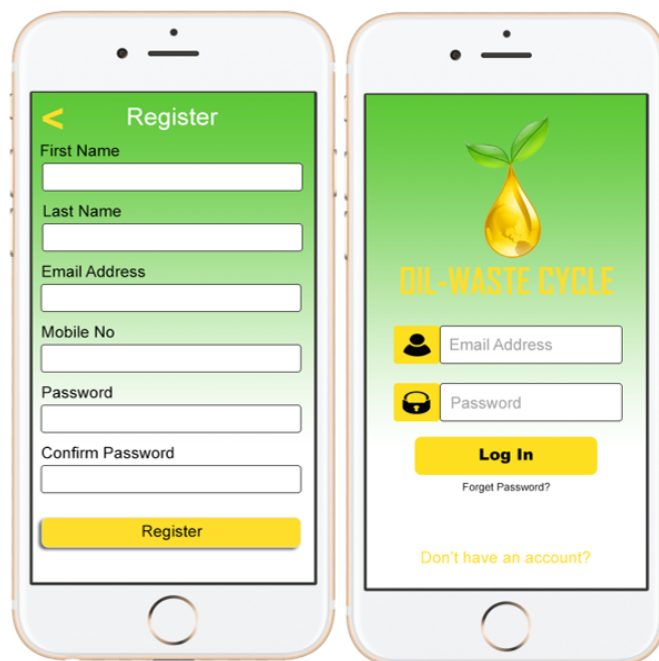 < Register
First Name
Last Name
Email Address
Mobile No
Password
Confirm Password
Register
OIL-WASTE CYCLE
Email Address
Password
Log In
Forget Password?
Don't have an account?